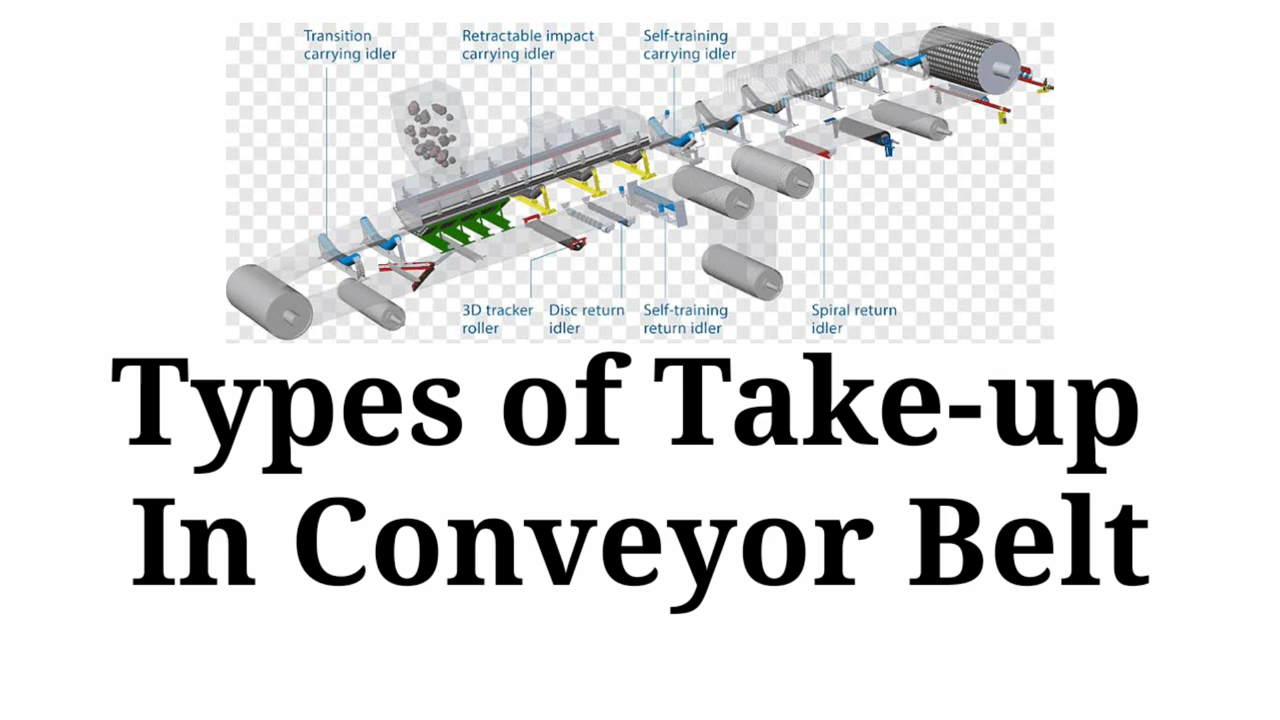 Transition
carrying idler
Retractable impact
carrying idler
Self-training
carrying idler
3D tracker
roller
Disc return
idler
Self-training
return idler
Spiral return
idler
Types of Take-up
In Conveyor Belt